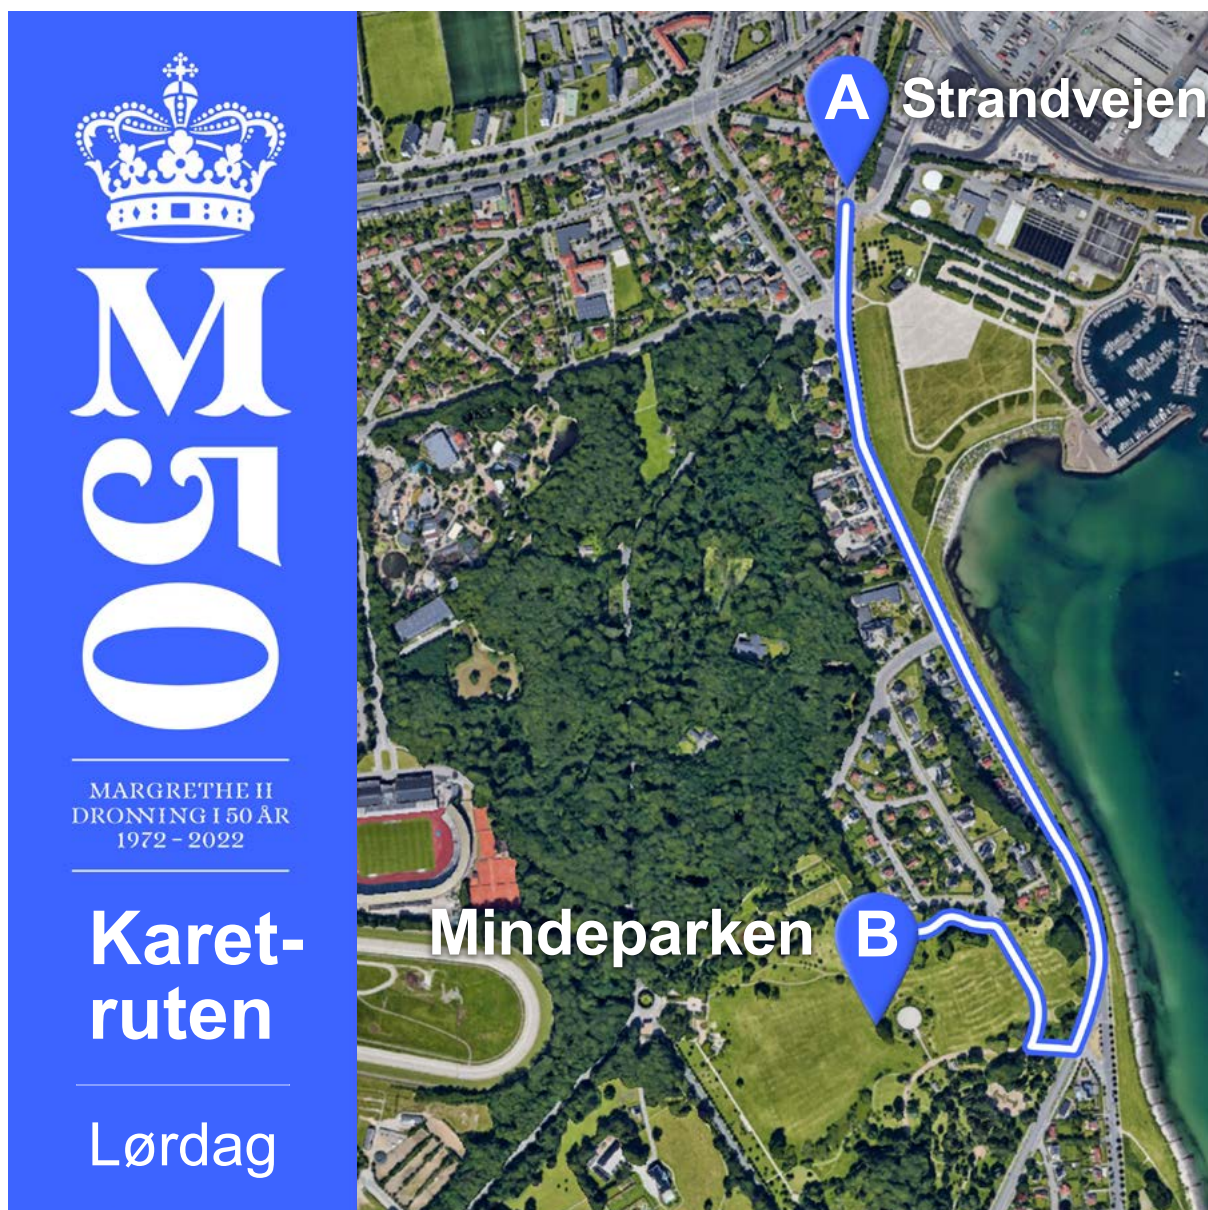 M
50
MARGRETHE II
DRONNING I 50 ÅR
1972 – 2022
Karet-
ruten
Lørdag
A Strandvejen
Mindeparken B